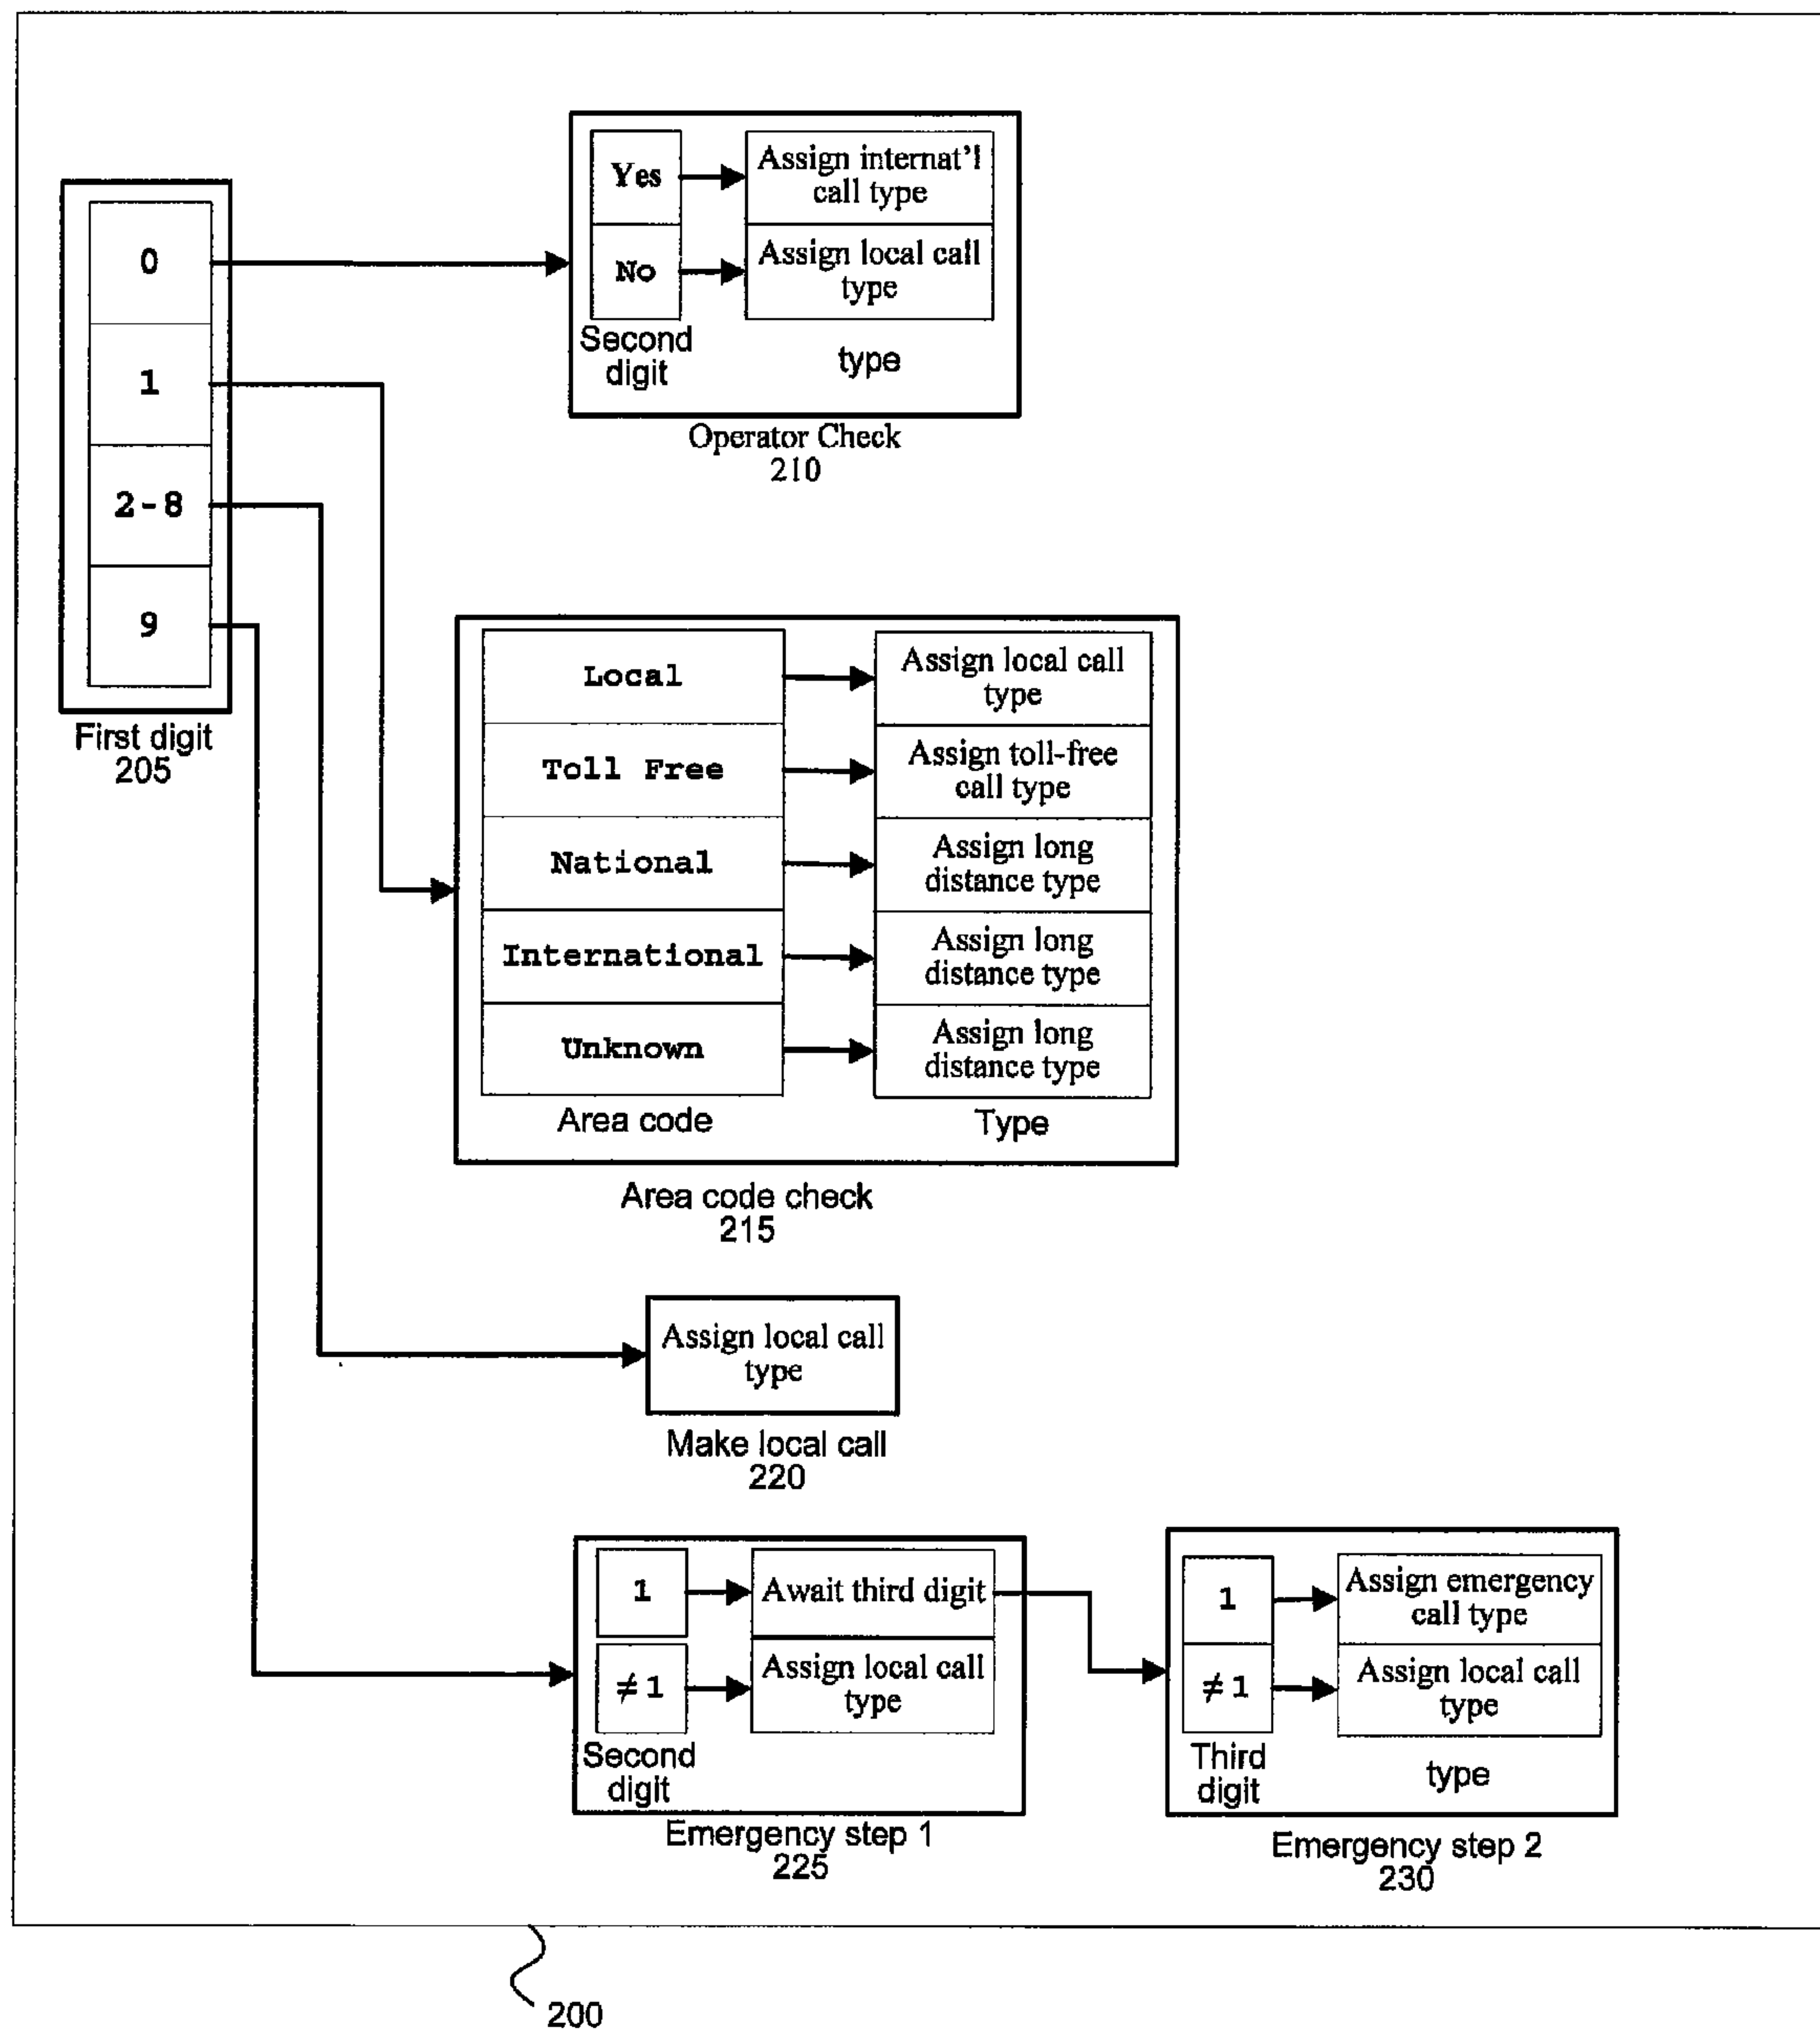 0
1
2-8
9
First digit
205
Yes
Assign internat'l
call type
No
Assign local call
type
Second
digit
type
Operator Check
210
Local
Assign local call
type
Toll Free
Assign toll-free
call type
National
Assign long
distance type
International
Assign long
distance type
Unknown
Assign long
distance type
Area code
Type
Area code check
215
Assign local call
type
Make local call
220
1
Await third digit
≠ 1
Assign local call
type
Second
digit
Emergency step 1
225
1
Assign emergency
call type
≠ 1
Assign local call
type
Third
digit
type
Emergency step 2
230
200